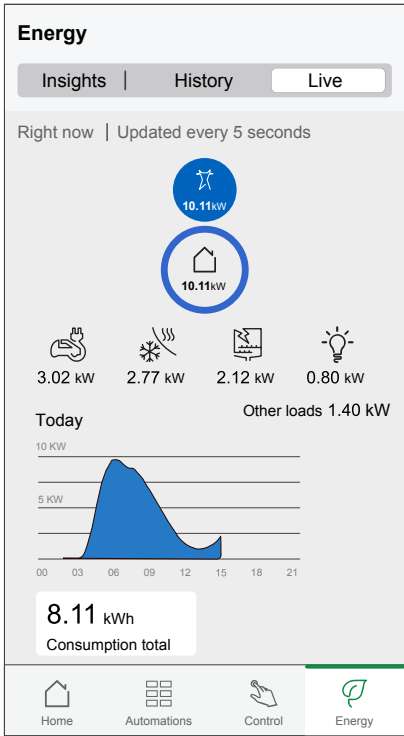 Energy
Insights | History Live
Right now | Updated every 5 seconds
10.11kW
10.11kW
3.02 kW 2.77 kW 2.12 kW 0.80 kW
Today Other loads 1.40 kW
10 KW
5 KW
00 03 06 09 12 15 18 21
8.11 kWh
Consumption total
Home Automations Control Energy